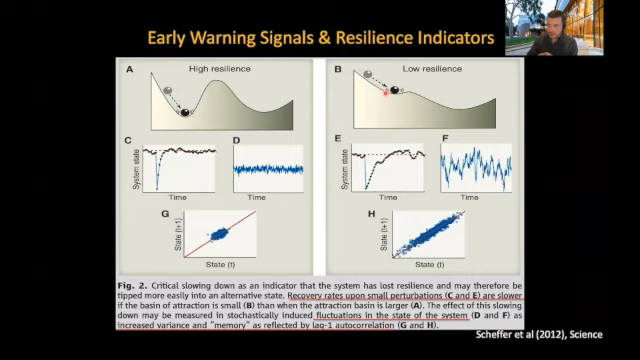 Early Warning Signals & Resilience Indicators
A High resilience
B Low resilience
C D
E F
System state
Time
Time
System state
Time
Time
G
State (t+1)
State (t)
H
State (t+1)
State (t)
Fig. 2. Critical slowing down as an indicator that the system has lost resilience and may therefore be
tipped more easily into an alternative state. Recovery rates upon small perturbations (C and E) are slower
if the basin of attraction is small (B) than when the attraction basin is larger (A). The effect of this slowing
down may be measured in stochastically induced fluctuations in the state of the system (D and F) as
increased variance and "memory" as reflected by lag-1 autocorrelation (G and H).
Scheffer et al (2012), Science